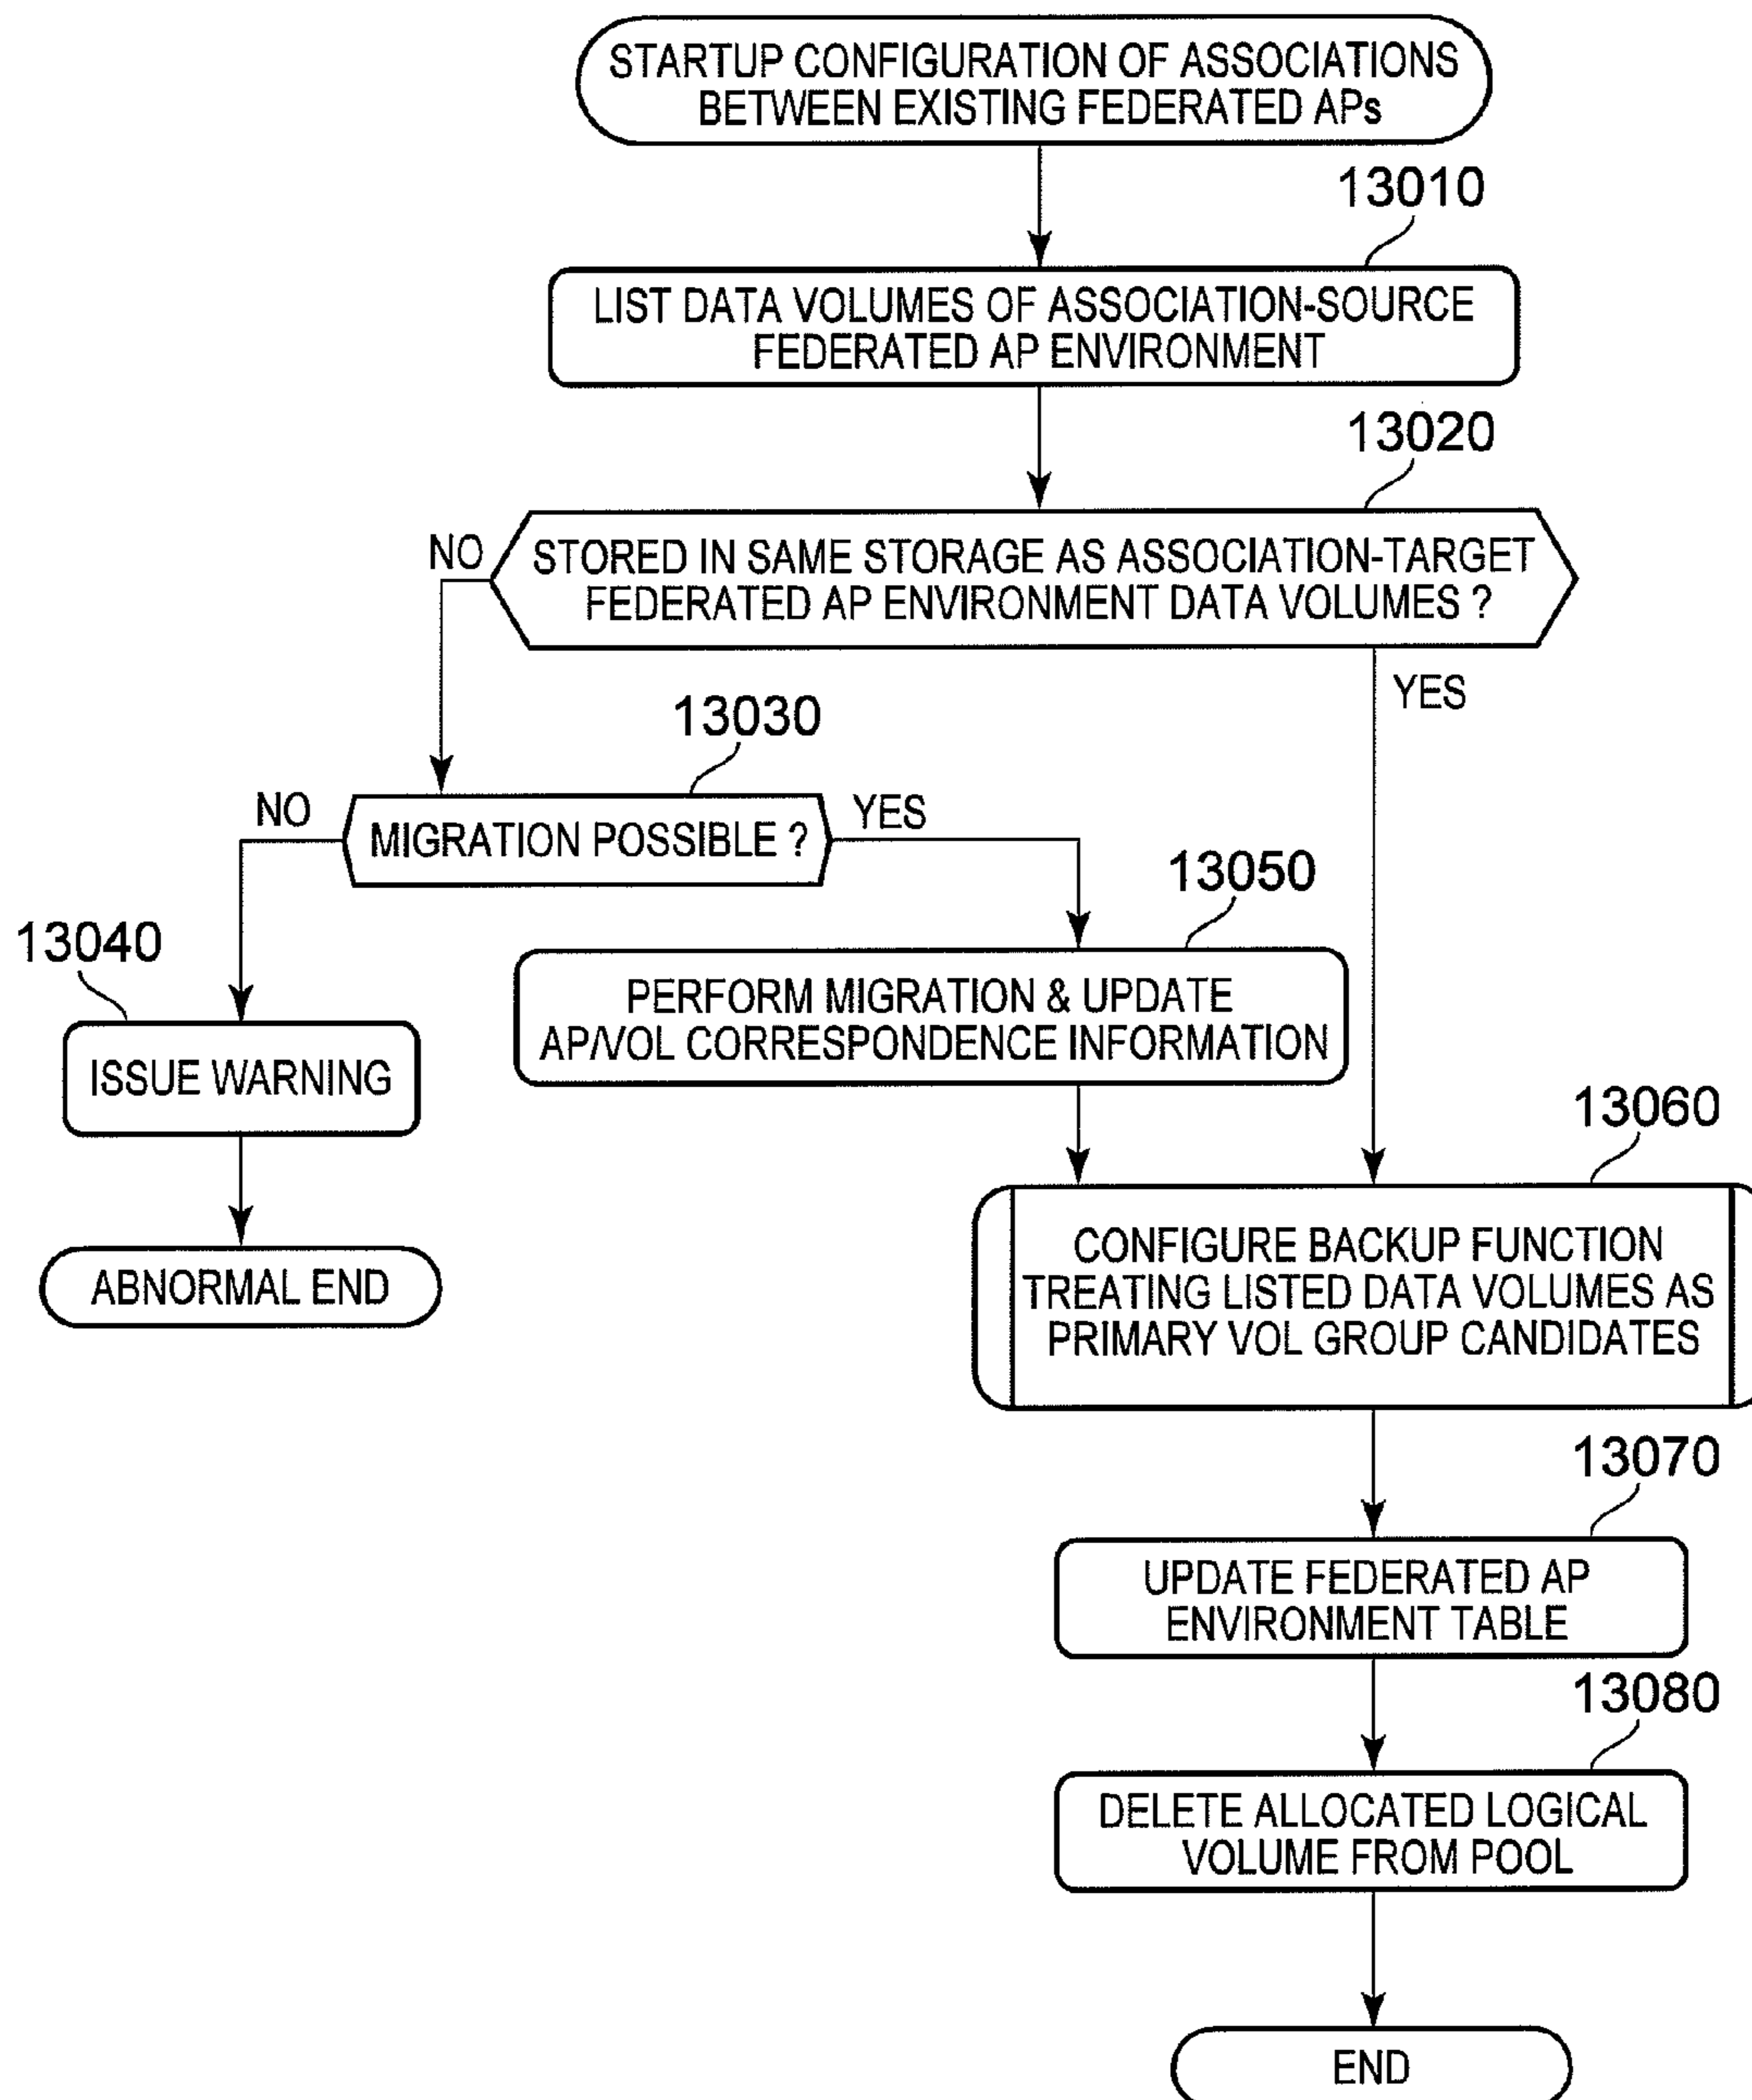 STARTUP CONFIGURATION OF ASSOCIATIONS
BETWEEN EXISTING FEDERATED APs
13010
LIST DATA VOLUMES OF ASSOCIATION-SOURCE
FEDERATED AP ENVIRONMENT
13020
NO
STORED IN SAME STORAGE AS ASSOCIATION-TARGET
FEDERATED AP ENVIRONMENT DATA VOLUMES ?
YES
13030
NO
MIGRATION POSSIBLE ?
YES
13050
13040
PERFORM MIGRATION & UPDATE
AP/VOL CORRESPONDENCE INFORMATION
ISSUE WARNING
13060
ABNORMAL END
CONFIGURE BACKUP FUNCTION
TREATING LISTED DATA VOLUMES AS
PRIMARY VOL GROUP CANDIDATES
13070
UPDATE FEDERATED AP
ENVIRONMENT TABLE
13080
DELETE ALLOCATED LOGICAL
VOLUME FROM POOL
END